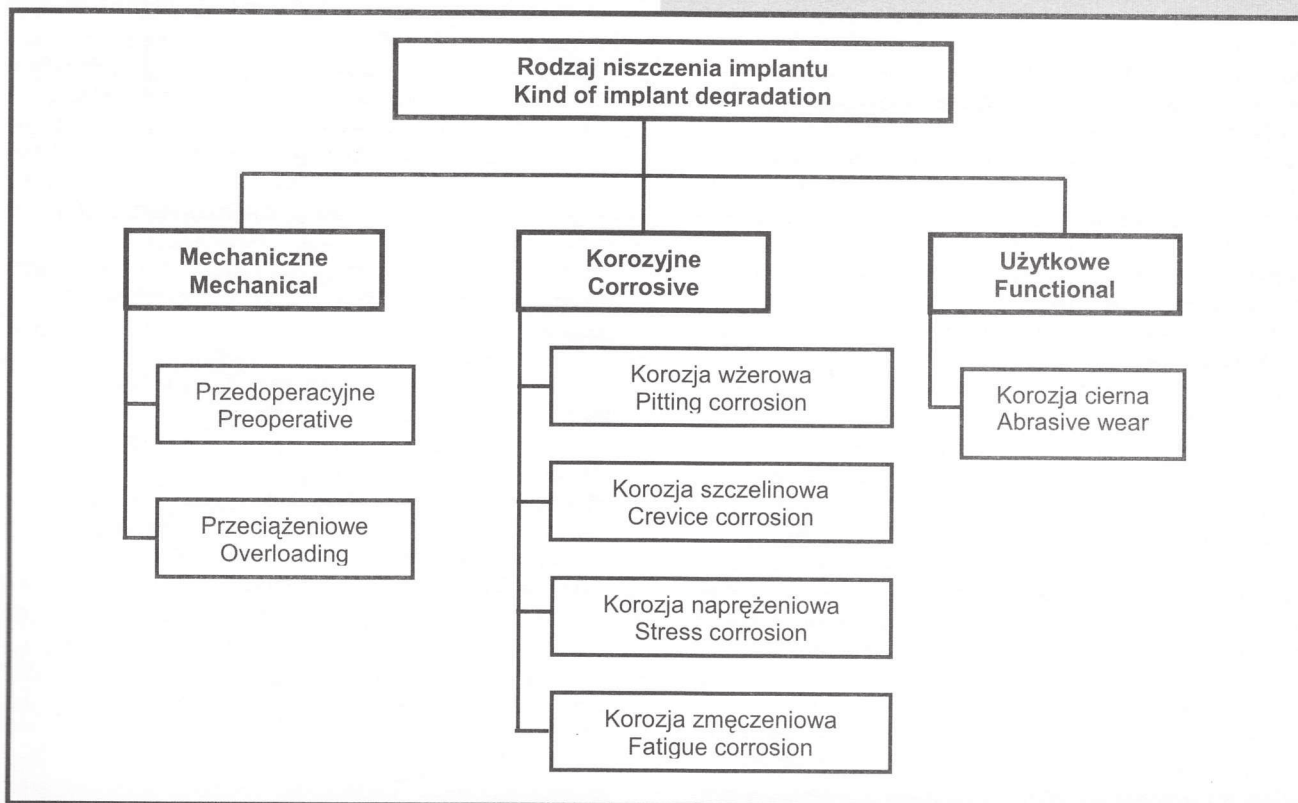 Rodzaj niszczenia implantu
Kind of implant degradation
Mechaniczne
Mechanical
Przedoperacyjne
Preoperative
Przeciążeniowe
Overloading
Korozyjne
Corrosive
Korozja wżerowa
Pitting corrosion
Korozja szczelinowa
Crevice corrosion
Korozja naprężeniowa
Stress corrosion
Korozja zmęczeniowa
Fatigue corrosion
Użytkowe
Functional
Korozja cierna
Abrasive wear